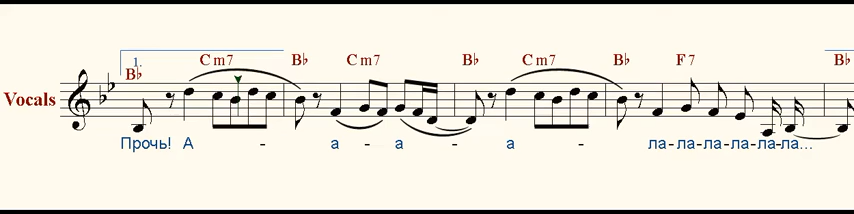 1.
B♭ Cm7 B♭ Cm7 B♭ Cm7 B♭ F7 B♭
Vocals
Прочь! А - а - а - а - ла-ла-ла-ла-ла-ла...